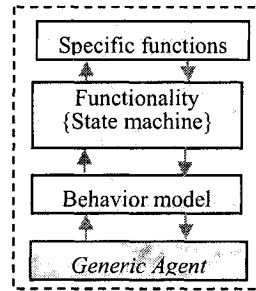 Specific functions
Functionality
{State machine}
Behavior model
Generic Agent